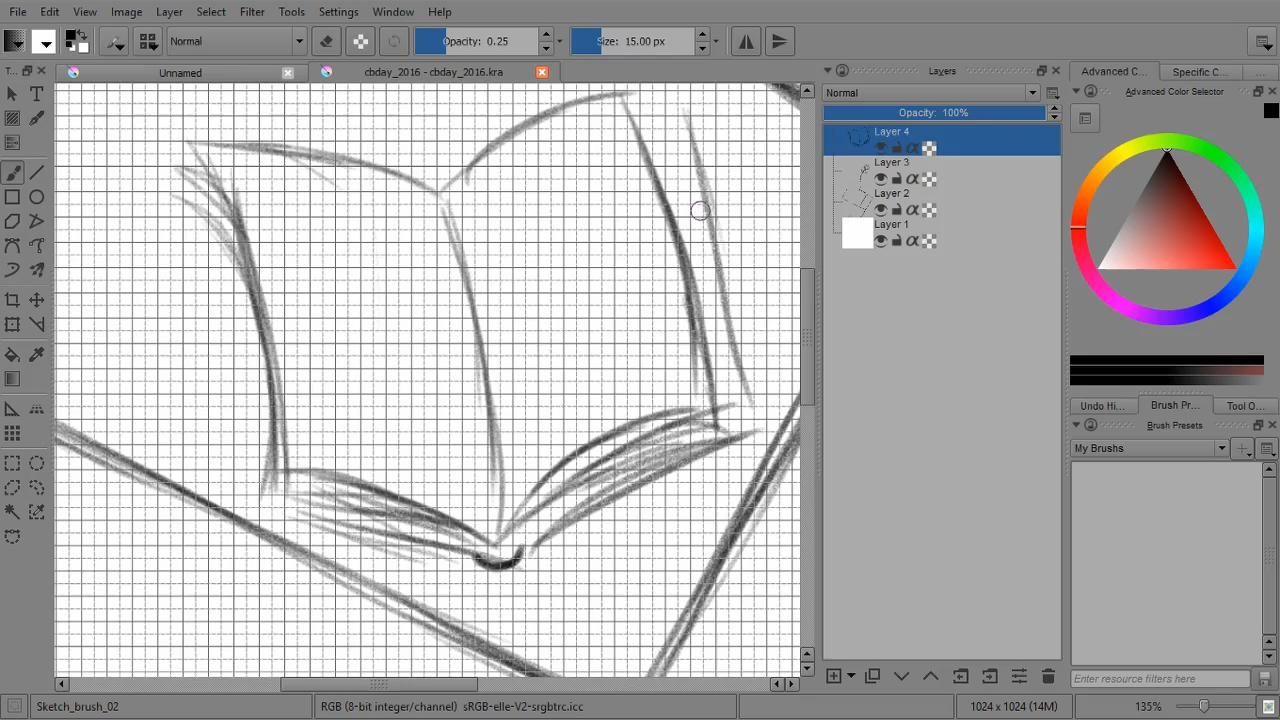 File Edit View Image Layer Select Filter Tools Settings Window Help
Normal Opacity: 0.25 Size: 15.00 px
T... Unnamed cbday_2016 - cbday_2016.kra Layers Advanced C... Specific C... ...
Normal Advanced Color Selector
Opacity: 100%
Layer 4
Layer 3
Layer 2
Layer 1
Undo Hi... Brush Pr... Tool O...
Brush Presets
My Brushes
Enter resource filters here
Sketch_brush_02 RGB (8-bit integer/channel) sRGB-elle-V2-srgbtrc.icc 1024 x 1024 (14M) 135%